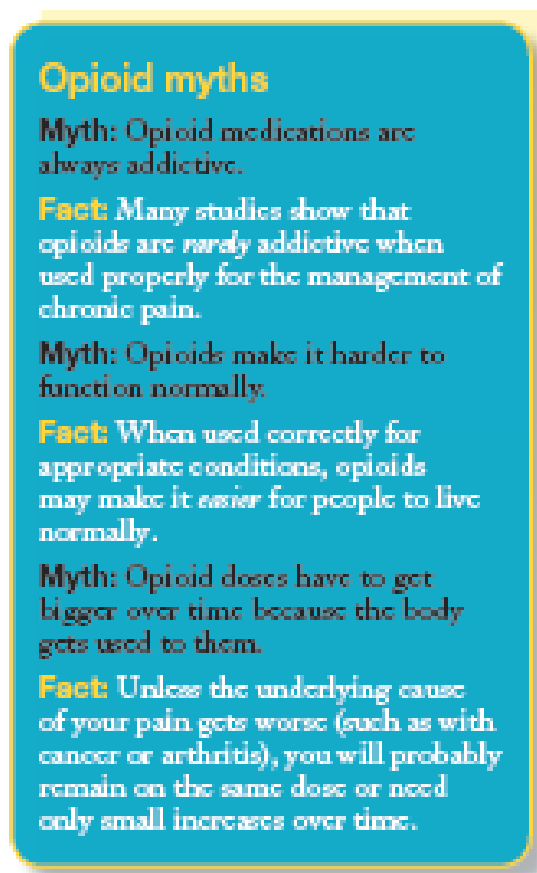 Opioid myths
Myth: Opioid medications are
always addictive.
Fact: Many studies show that
opioids are rarely addictive when
used properly for the management of
chronic pain.
Myth: Opioids make it harder to
function normally.
Fact: When used correctly for
appropriate conditions, opioids
may make it easier for people to live
normally.
Myth: Opioid doses have to get
bigger over time because the body
gets used to them.
Fact: Unless the underlying cause
of your pain gets worse (such as with
cancer or arthritis), you will probably
remain on the same dose or need
only small increases over time.